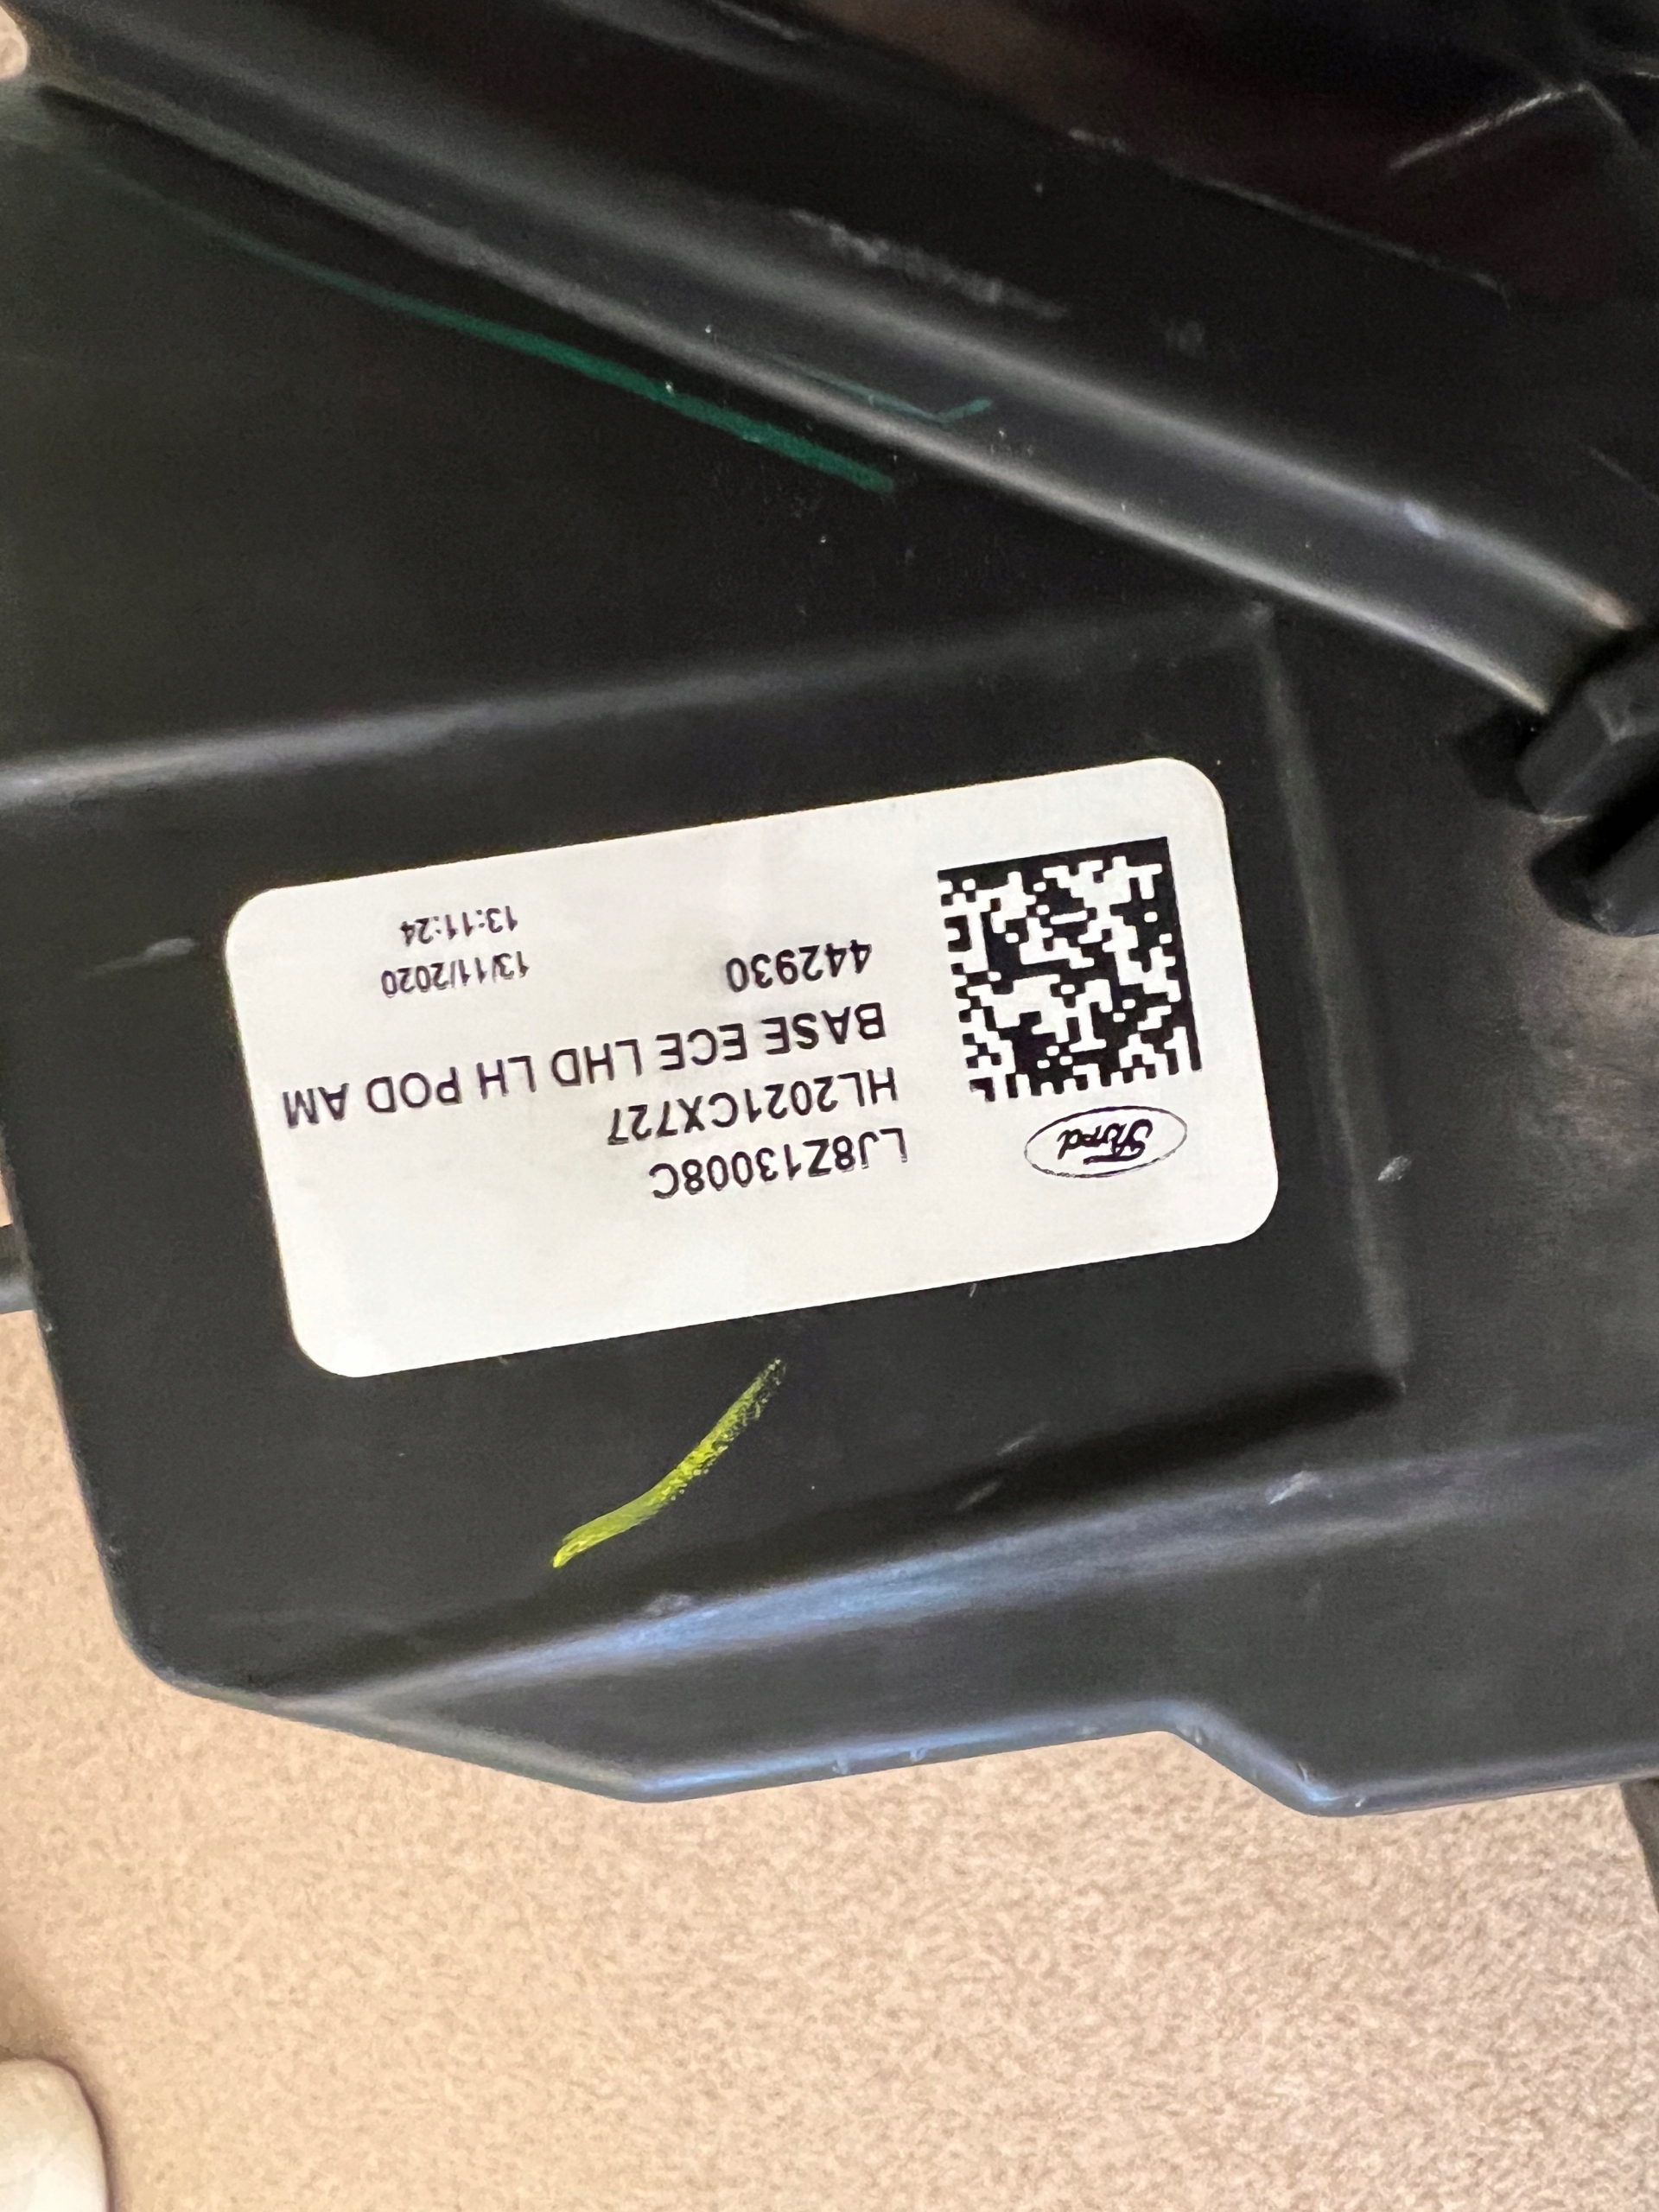 Ford
LJ8Z13008C
HL2021CX727
BASE ECE LHD LH POD AM
442930
13/11/2020
13:11:24